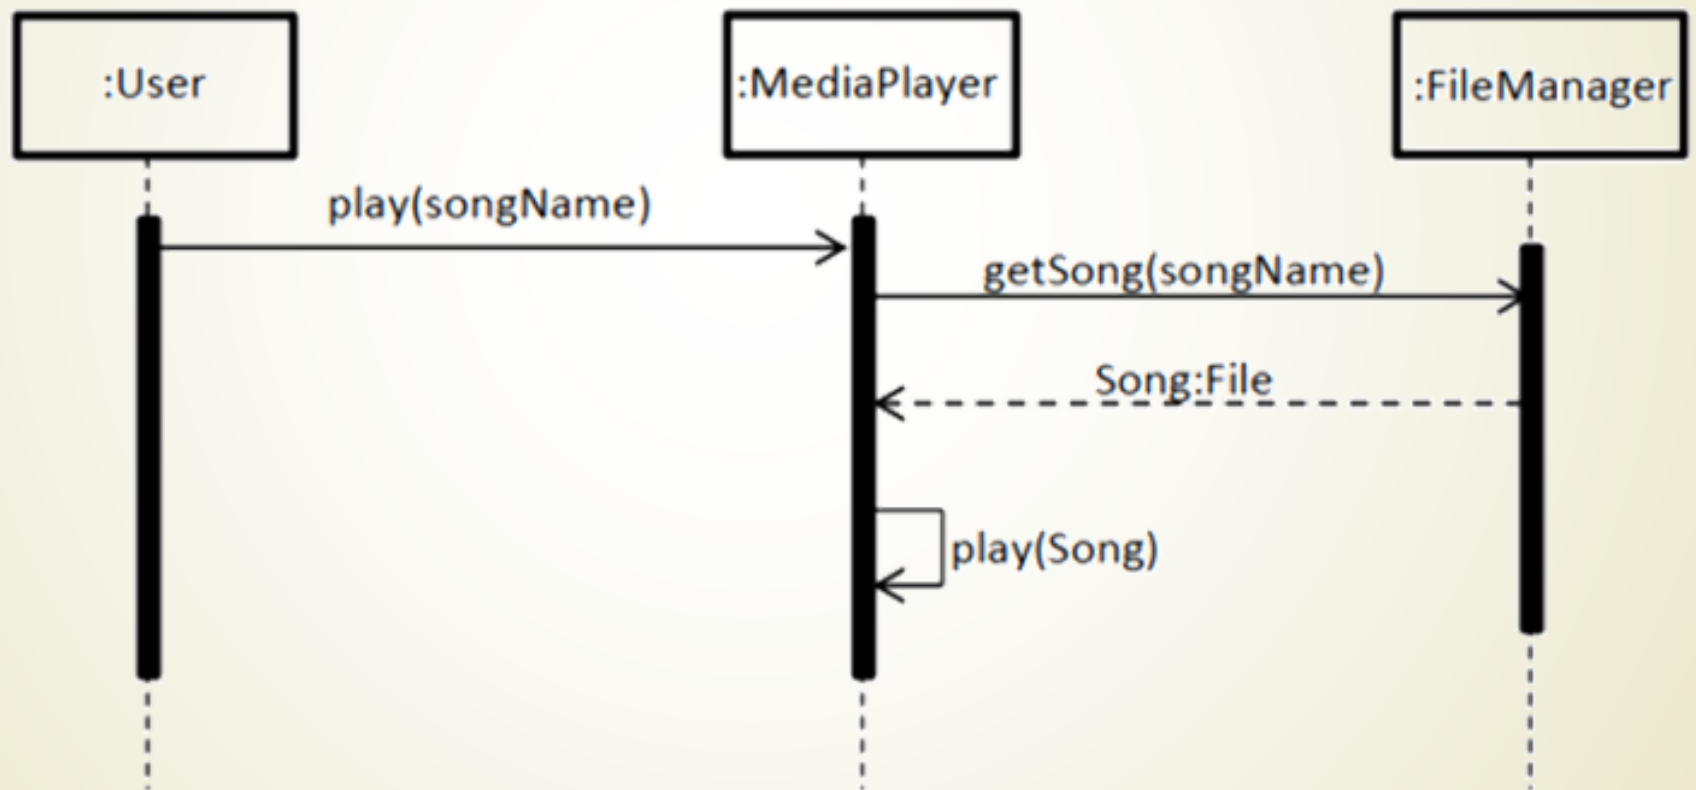 :User
:MediaPlayer
:FileManager
play(songName)
getSong(songName)
Song:File
play(Song)